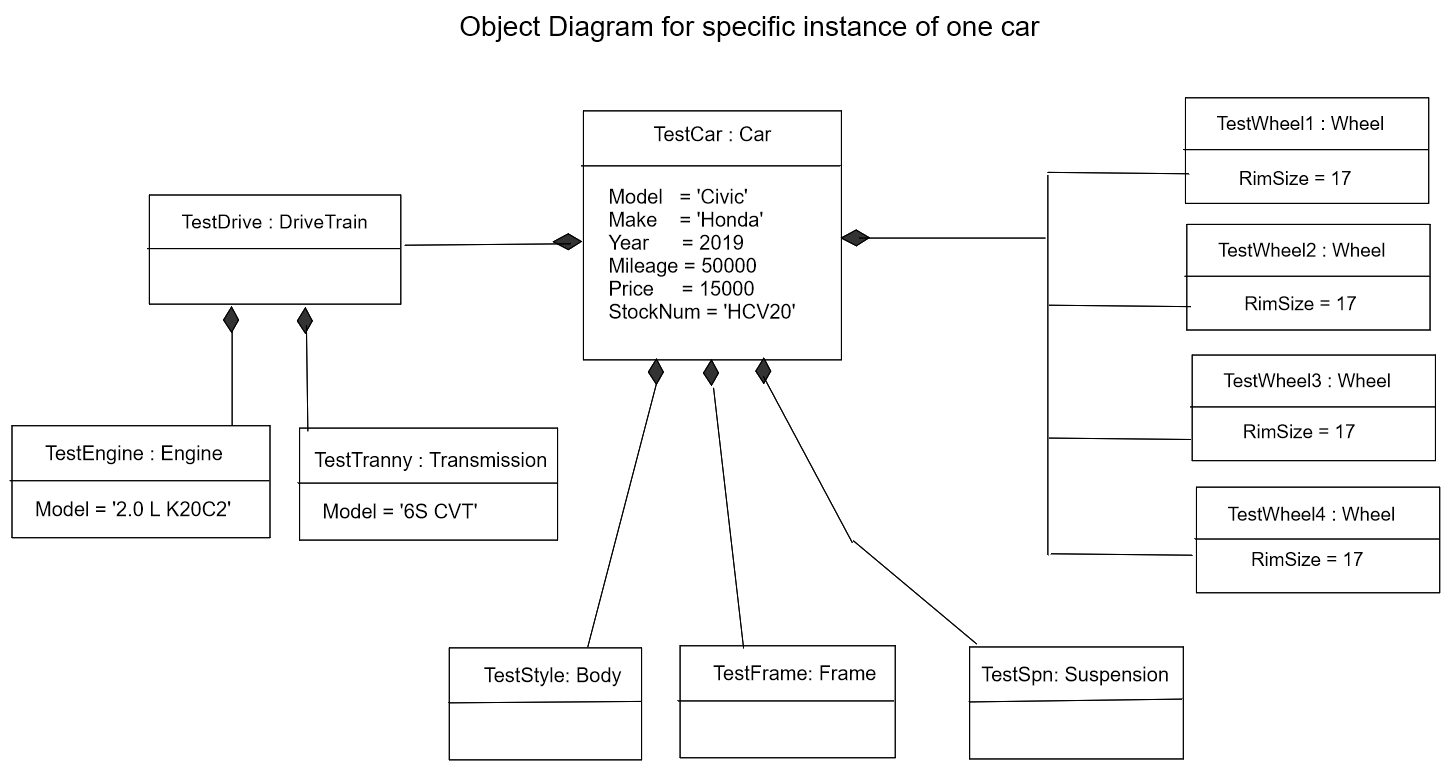 Object Diagram for specific instance of one car
TestCar : Car
Model = 'Civic'
Make = 'Honda'
Year = 2019
Mileage = 50000
Price = 15000
StockNum = 'HCV20'
TestDrive : DriveTrain
TestEngine : Engine
Model = '2.0 L K20C2'
TestTranny : Transmission
Model = '6S CVT'
TestWheel1 : Wheel
RimSize = 17
TestWheel2 : Wheel
RimSize = 17
TestWheel3 : Wheel
RimSize = 17
TestWheel4 : Wheel
RimSize = 17
TestStyle: Body
TestFrame: Frame
TestSpn: Suspension